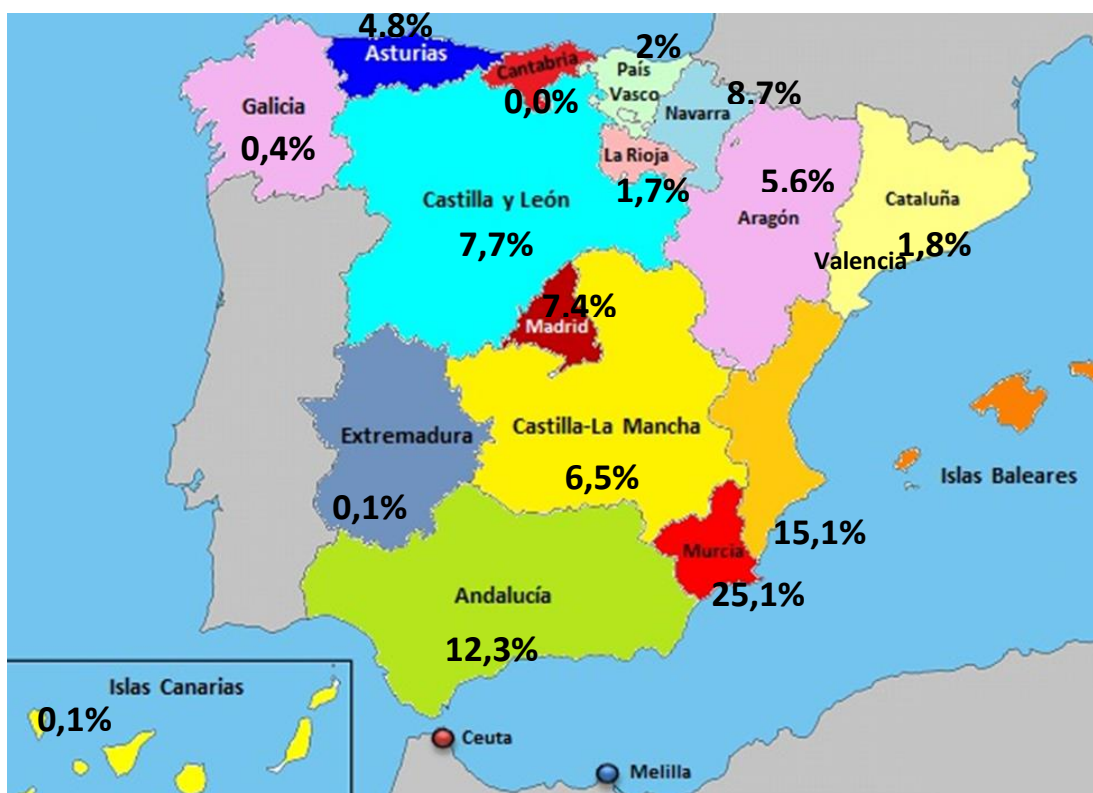 4.8%
Asturias
Cantabria
0,0%
2%
País
Vasco
8.7%
Navarra
Galicia
0,4%
La Rioja
1,7%
Castilla y León
7,7%
5.6%
Aragón
Cataluña
1,8%
Valencia
7.4%
Madrid
Extremadura
0,1%
Castilla-La Mancha
6,5%
Islas Baleares
15,1%
Murcia
25,1%
Andalucía
12,3%
Islas Canarias
0,1%
Ceuta
Melilla